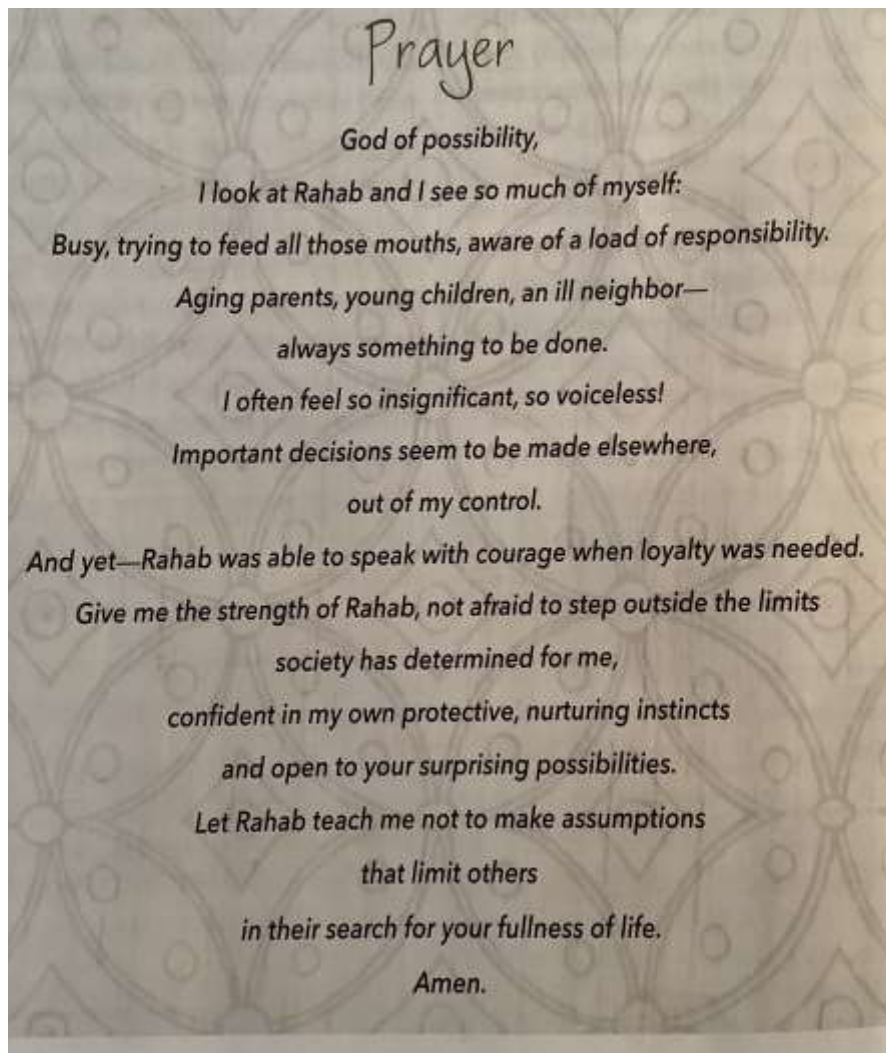 Prayer
God of possibility,
I look at Rahab and I see so much of myself:
Busy, trying to feed all those mouths, aware of a load of responsibility.
Aging parents, young children, an ill neighbor—
always something to be done.
I often feel so insignificant, so voiceless!
Important decisions seem to be made elsewhere,
out of my control.
And yet—Rahab was able to speak with courage when loyalty was needed.
Give me the strength of Rahab, not afraid to step outside the limits
society has determined for me,
confident in my own protective, nurturing instincts
and open to your surprising possibilities.
Let Rahab teach me not to make assumptions
that limit others
in their search for your fullness of life.
Amen.